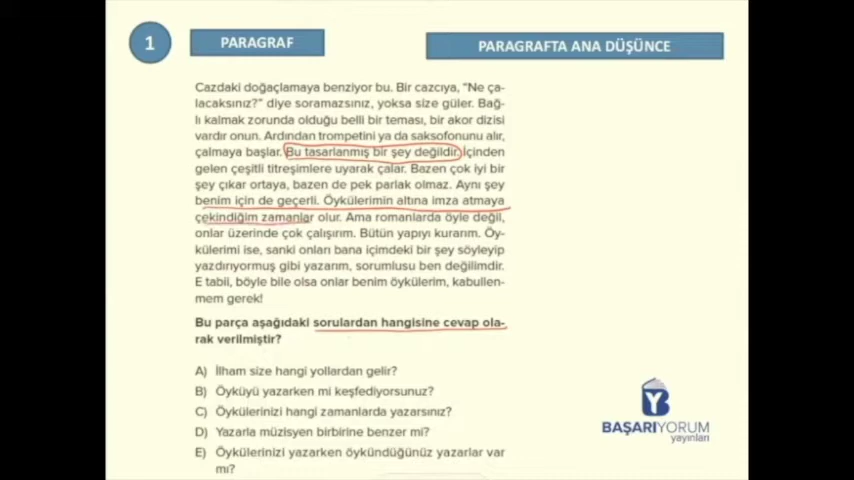 1
PARAGRAF
PARAGRAFTA ANA DÜŞÜNCE
Cazdaki doğaçlamaya benziyor bu. Bir cazcıya, “Ne ça-
lacaksınız?” diye soramazsınız, yoksa size güler. Bağ-
lı kalmak zorunda olduğu belli bir teması, bir akor dizisi
vardır onun. Ardından trompetini ya da saksofonunu alır,
çalmaya başlar. Bu tasarlanmış bir şey değildir. İçinden
gelen çeşitli titreşimlere uyarak çalar. Bazen çok iyi bir
şey çıkar ortaya, bazen de pek parlak olmaz. Aynı şey
benim için de geçerli. Öykülerimin altına imza atmaya
çekindiğim zamanlar olur. Ama romanlarda öyle değil,
onlar üzerinde çok çalışırım. Bütün yapıyı kurarım. Öy-
külerimi ise, sanki onları bana içimdeki bir şey söyleyip
yazdırıyormuş gibi yazarım, sorumlusu ben değilimdir.
E tabii, böyle bile olsa onlar benim öykülerim, kabullen-
mem gerek!
Bu parça aşağıdaki sorulardan hangisine cevap ola-
rak verilmiştir?
A) İlham size hangi yollardan gelir?
B) Öyküyü yazarken mi keşfediyorsunuz?
C) Öykülerinizi hangi zamanlarda yazarsınız?
D) Yazarla müzisyen birbirine benzer mi?
E) Öykülerinizi yazarken öykündüğünüz yazarlar var
mı?
BAŞARIYORUM
yayınları